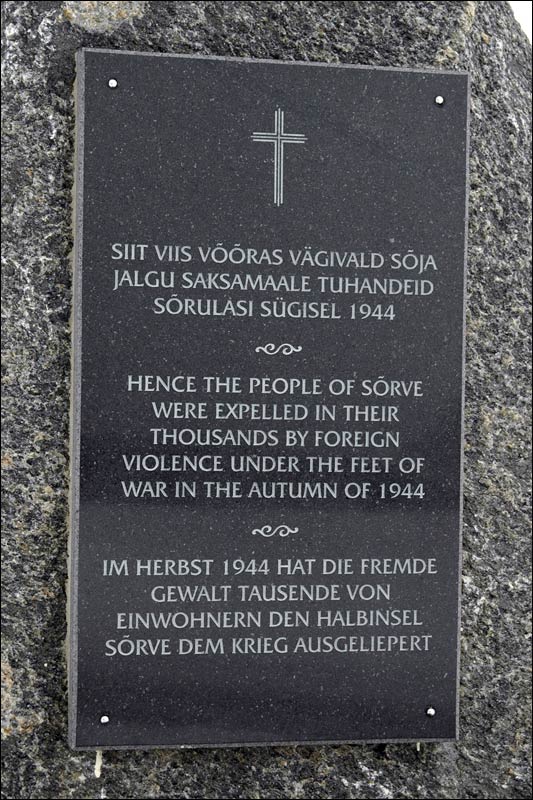 SIIT VIIS VÕÕRAS VÄGIVALD SÕJA
JALGU SAKSAMAALE TUHANDEID
SÕRULASI SÜGISEL 1944
HENCE THE PEOPLE OF SÕRVE
WERE EXPELLED IN THEIR
THOUSANDS BY FOREIGN
VIOLENCE UNDER THE FEET OF
WAR IN THE AUTUMN OF 1944
IM HERBST 1944 HAT DIE FREMDE
GEWALT TAUSENDE VON
EINWOHNERN DEN HALBINSEL
SÕRVE DEM KRIEG AUSGELIEPERT